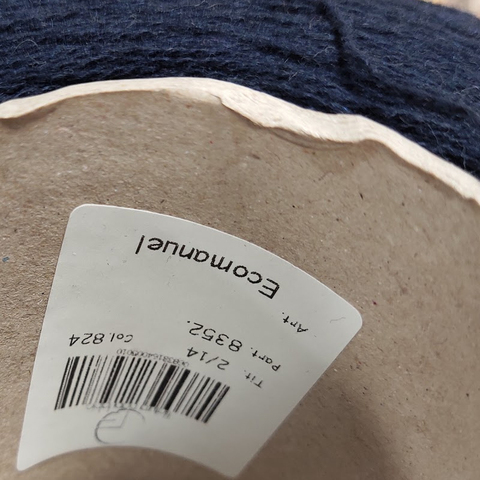 Art. Ecomanuel
Part. 8352.
Tit. 2/14
Col. 824